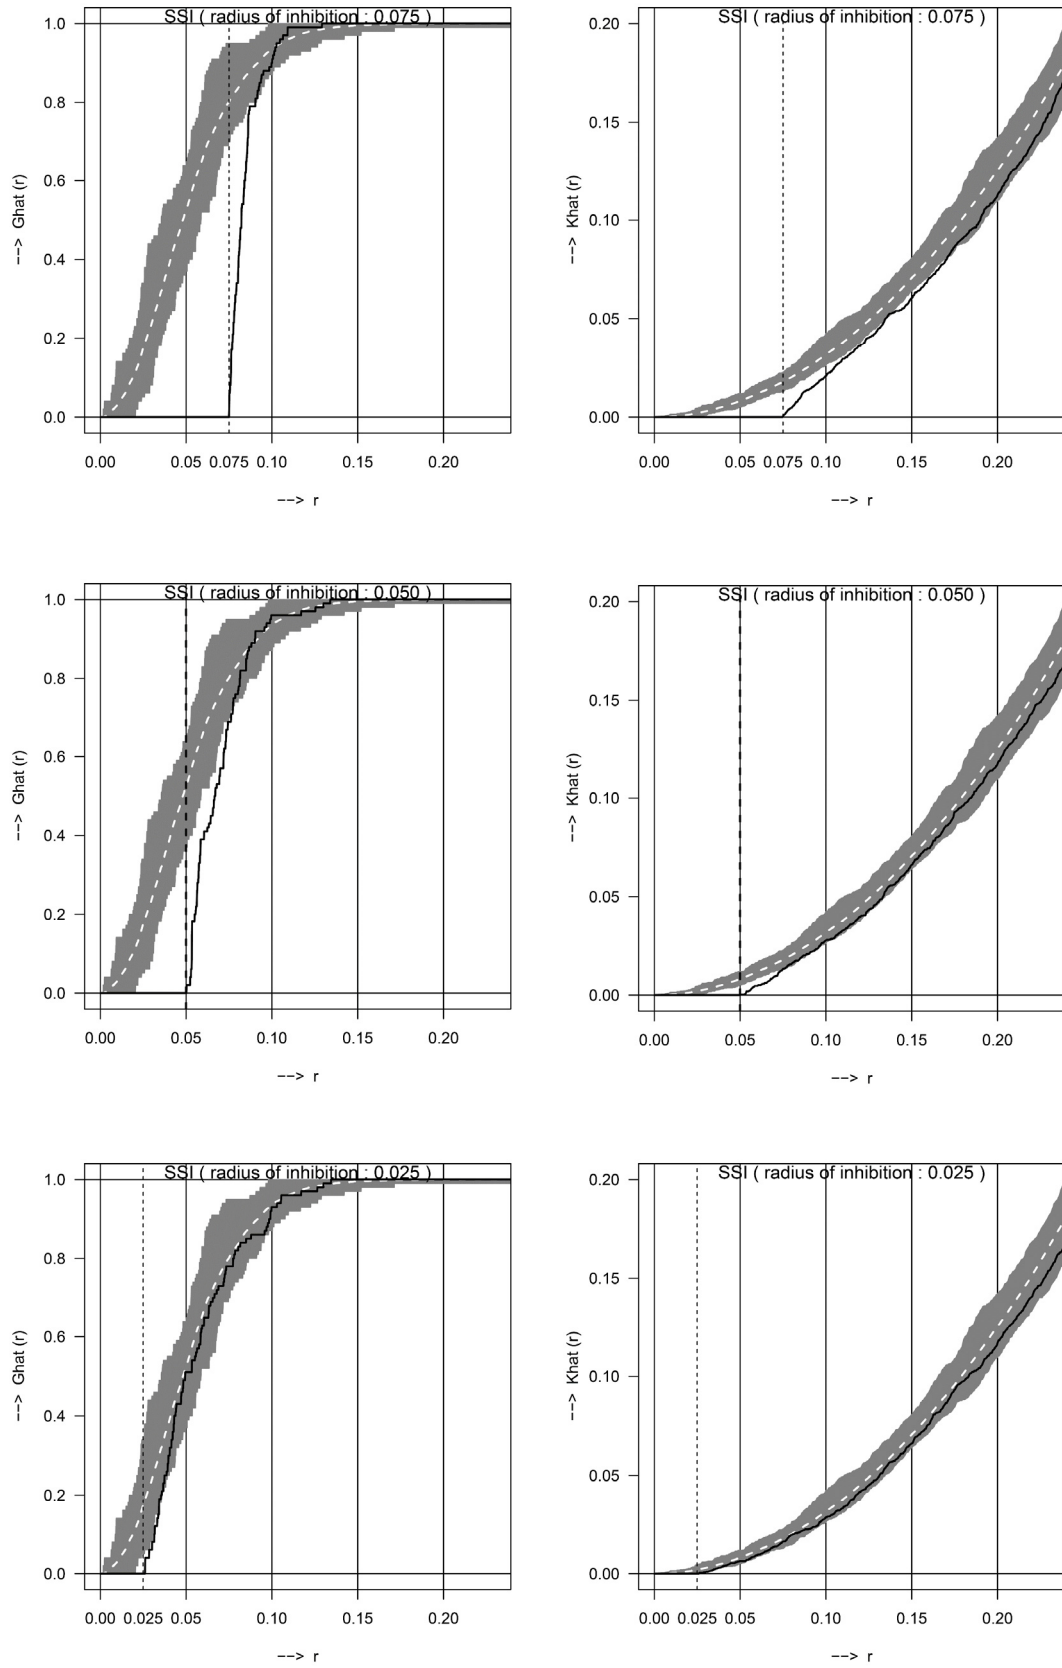 SSI ( radius of inhibition : 0.075 )
1.0
0.8
0.6
0.4
0.2
0.0
--> Ghat (r)
0.00 0.05 0.075 0.10 0.15 0.20
--> r
SSI ( radius of inhibition : 0.075 )
0.20
0.15
0.10
0.05
0.00
--> Khat (r)
0.00 0.05 0.075 0.10 0.15 0.20
--> r
SSI ( radius of inhibition : 0.050 )
1.0
0.8
0.6
0.4
0.2
0.0
--> Ghat (r)
0.00 0.05 0.10 0.15 0.20
--> r
SSI ( radius of inhibition : 0.050 )
0.20
0.15
0.10
0.05
0.00
--> Khat (r)
0.00 0.05 0.10 0.15 0.20
--> r
SSI ( radius of inhibition : 0.025 )
1.0
0.8
0.6
0.4
0.2
0.0
--> Ghat (r)
0.00 0.025 0.05 0.10 0.15 0.20
--> r
SSI ( radius of inhibition : 0.025 )
0.20
0.15
0.10
0.05
0.00
--> Khat (r)
0.00 0.025 0.05 0.10 0.15 0.20
--> r